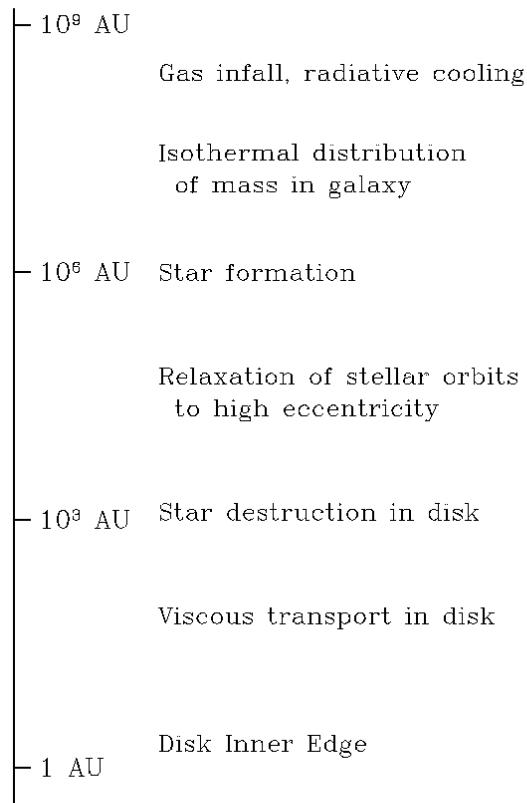 10⁹ AU
Gas infall, radiative cooling
Isothermal distribution
of mass in galaxy
10⁶ AU Star formation
Relaxation of stellar orbits
to high eccentricity
10³ AU Star destruction in disk
Viscous transport in disk
Disk Inner Edge
1 AU